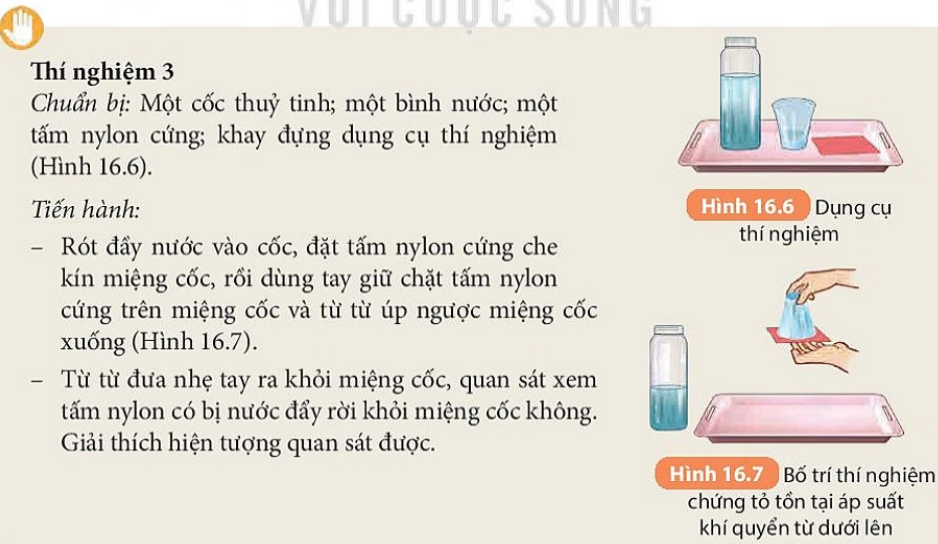 VỚI CUỘC SỐNG
Thí nghiệm 3
Chuẩn bị: Một cốc thuỷ tinh; một bình nước; một
tấm nylon cứng; khay đựng dụng cụ thí nghiệm
(Hình 16.6).
Tiến hành:
– Rót đầy nước vào cốc, đặt tấm nylon cứng che
kín miệng cốc, rồi dùng tay giữ chặt tấm nylon
cứng trên miệng cốc và từ từ úp ngược miệng cốc
xuống (Hình 16.7).
– Từ từ đưa nhẹ tay ra khỏi miệng cốc, quan sát xem
tấm nylon có bị nước đẩy rời khỏi miệng cốc không.
Giải thích hiện tượng quan sát được.
Hình 16.6 Dụng cụ
thí nghiệm
Hình 16.7 Bố trí thí nghiệm
chứng tỏ tồn tại áp suất
khí quyển từ dưới lên